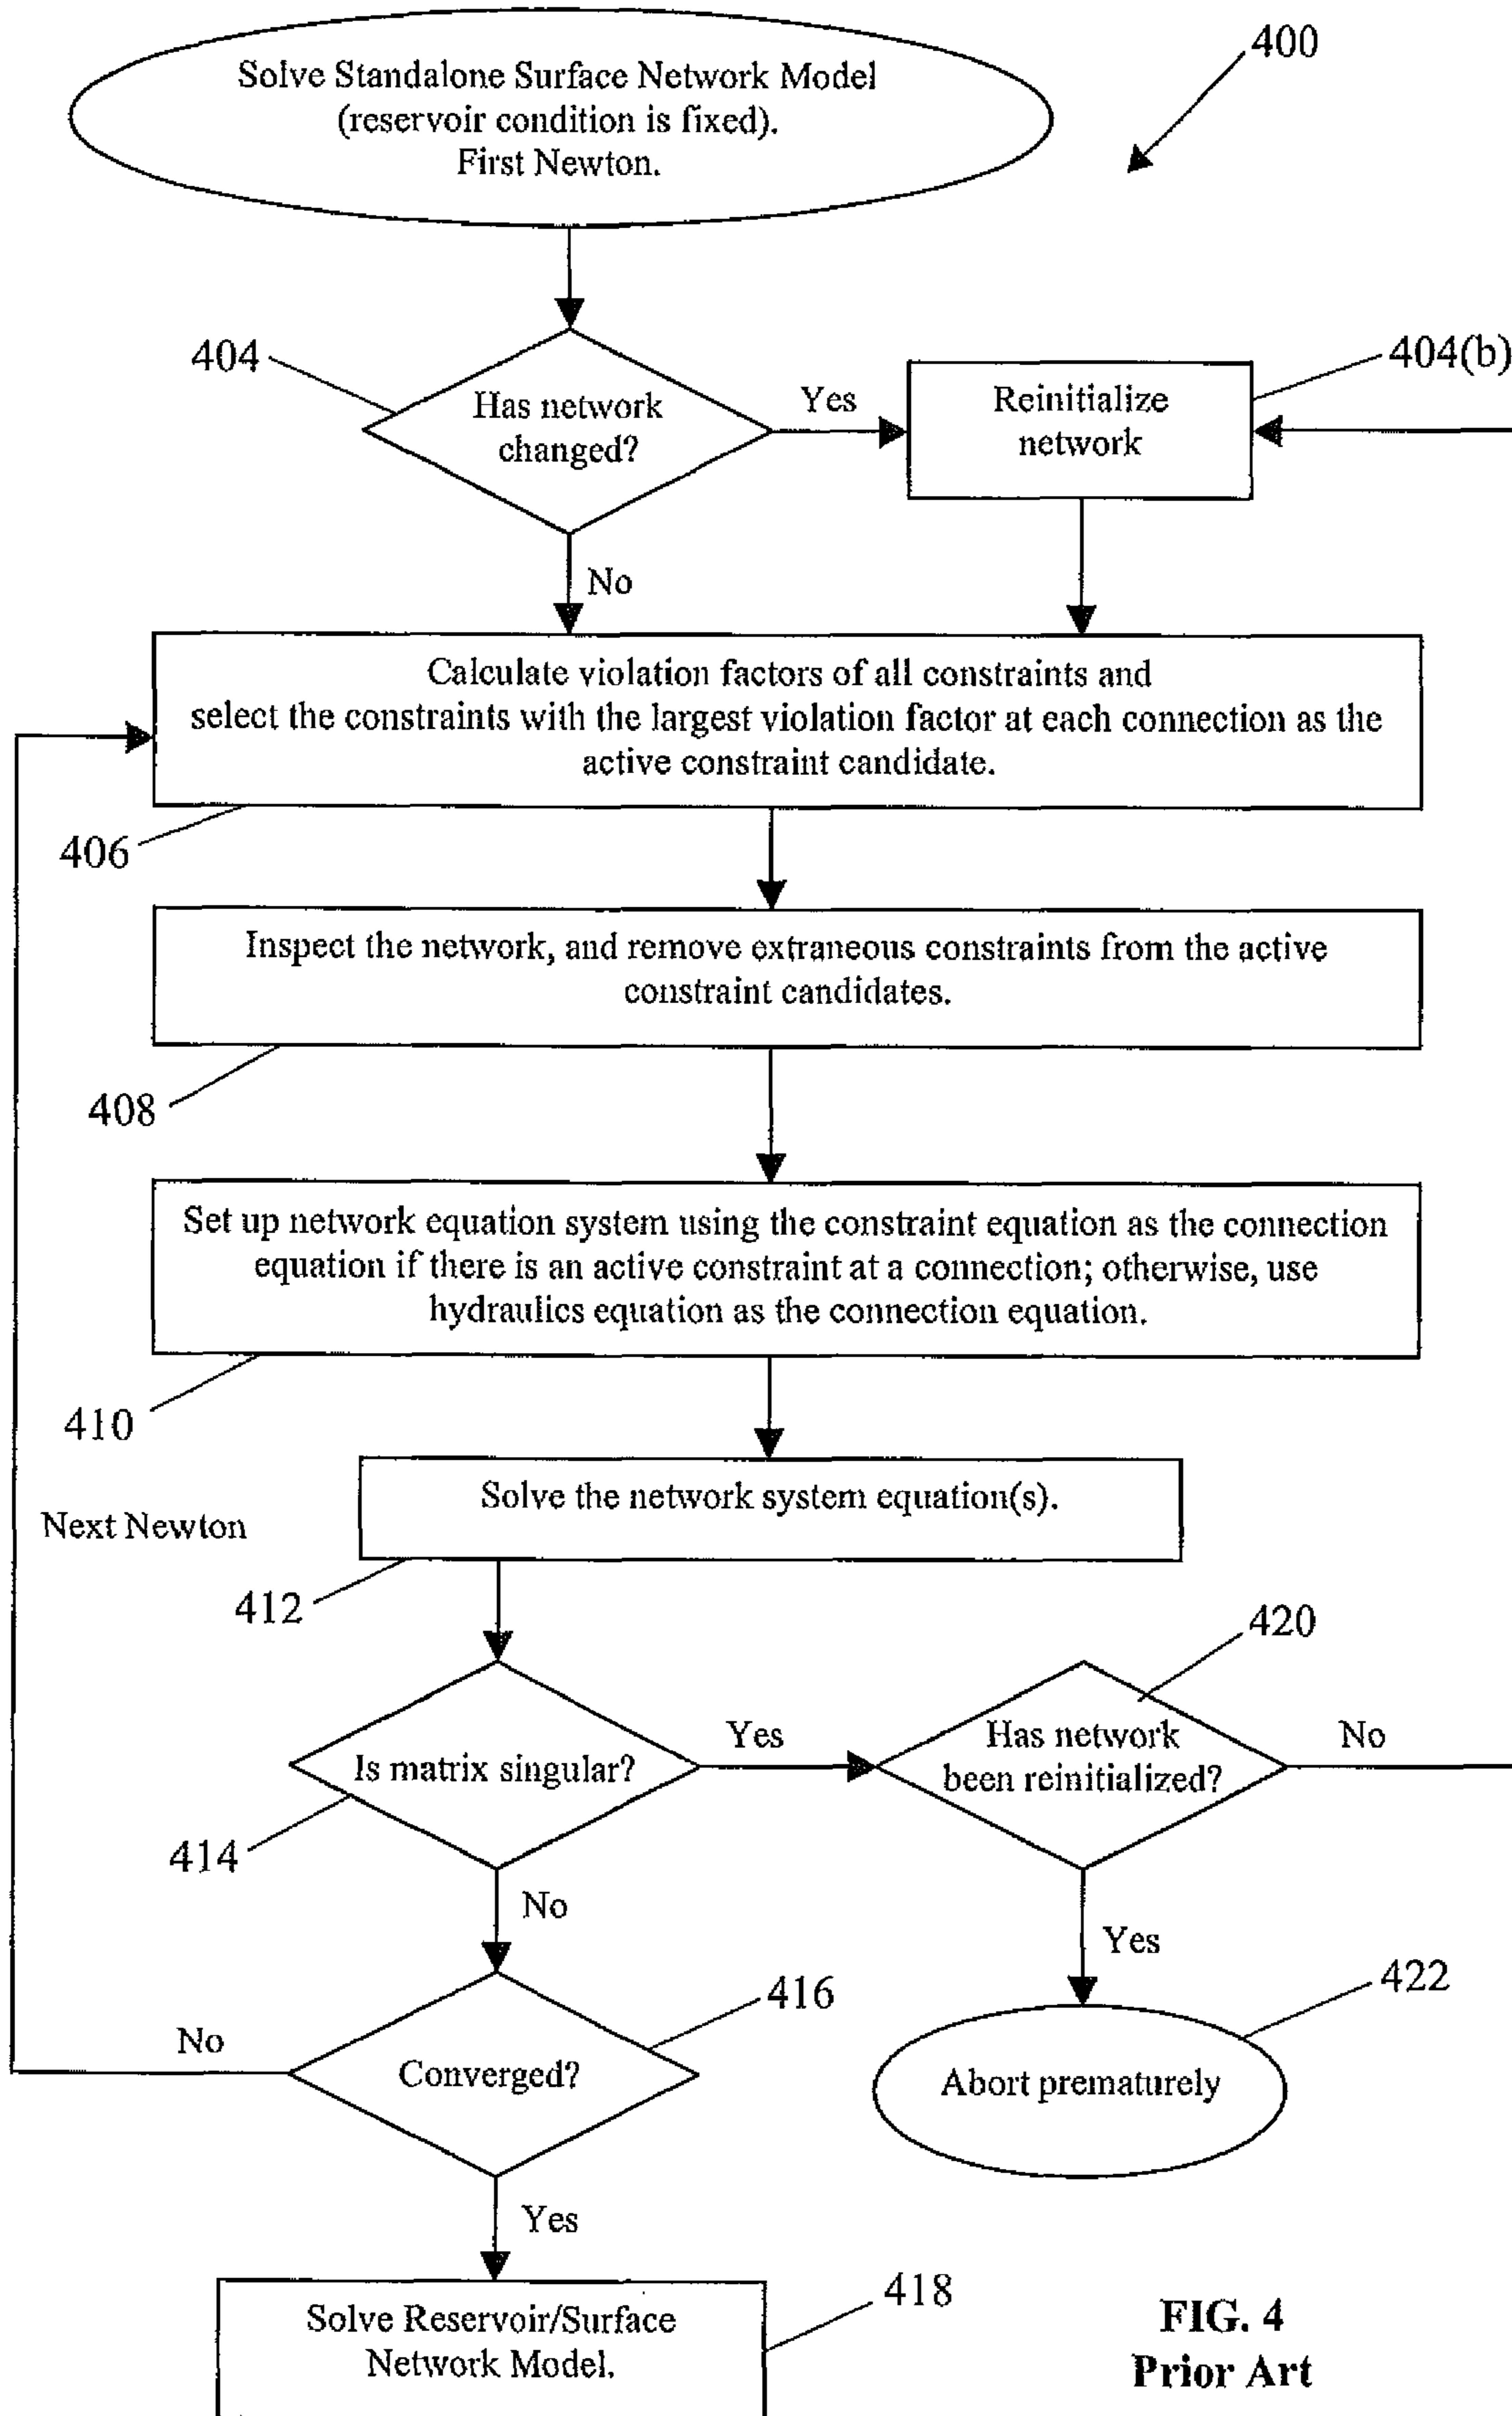 400
Solve Standalone Surface Network Model
(reservoir condition is fixed).
First Newton.
404
Has network
changed?
Yes
404(b)
Reinitialize
network
No
Calculate violation factors of all constraints and
select the constraints with the largest violation factor at each connection as the
active constraint candidate.
406
Inspect the network, and remove extraneous constraints from the active
constraint candidates.
408
Set up network equation system using the constraint equation as the connection
equation if there is an active constraint at a connection; otherwise, use
hydraulics equation as the connection equation.
410
Solve the network system equation(s).
Next Newton
412
420
Is matrix singular?
Yes
Has network
been reinitialized?
No
414
No
Yes
422
416
No
Converged?
Abort prematurely
Yes
418
Solve Reservoir/Surface
Network Model.
FIG. 4
Prior Art